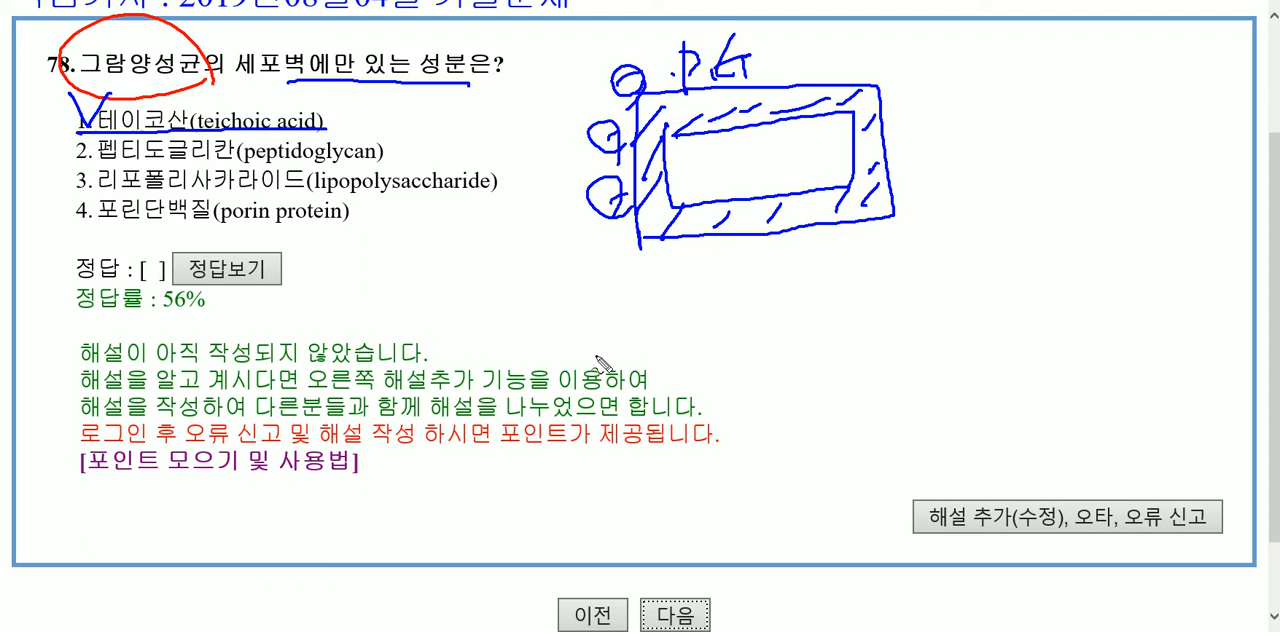 78.그람양성균의 세포벽에만 있는 성분은?
P G
1.테이코산(teichoic acid)
2.펩티도글리칸(peptidoglycan)
3.리포폴리사카라이드(lipopolysaccharide)
4.포린단백질(porin protein)
정답 : [ ] 정답보기
정답률 : 56%
해설이 아직 작성되지 않았습니다.
해설을 알고 계시다면 오른쪽 해설추가 기능을 이용하여
해설을 작성하여 다른분들과 함께 해설을 나누었으면 합니다.
로그인 후 오류 신고 및 해설 작성 하시면 포인트가 제공됩니다.
[포인트 모으기 및 사용법]
해설 추가(수정), 오타, 오류 신고
이전 다음